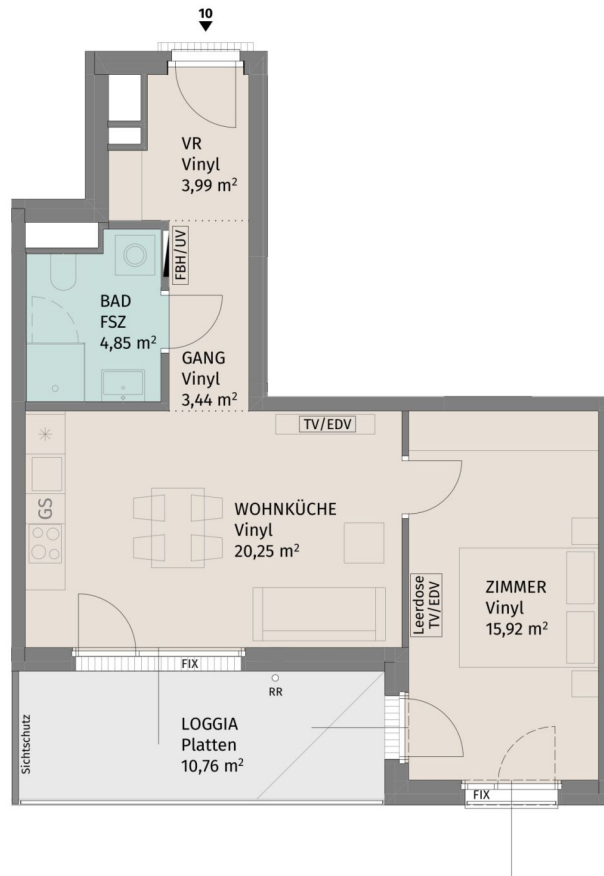 10
VR
Vinyl
3,99 m²
FBH/UV
BAD
FSZ
4,85 m²
GANG
Vinyl
3,44 m²
TV/EDV
GS
WOHNKÜCHE
Vinyl
20,25 m²
Leerdose
TV/EDV
ZIMMER
Vinyl
15,92 m²
FIX
RR
Sichtschutz
LOGGIA
Platten
10,76 m²
FIX